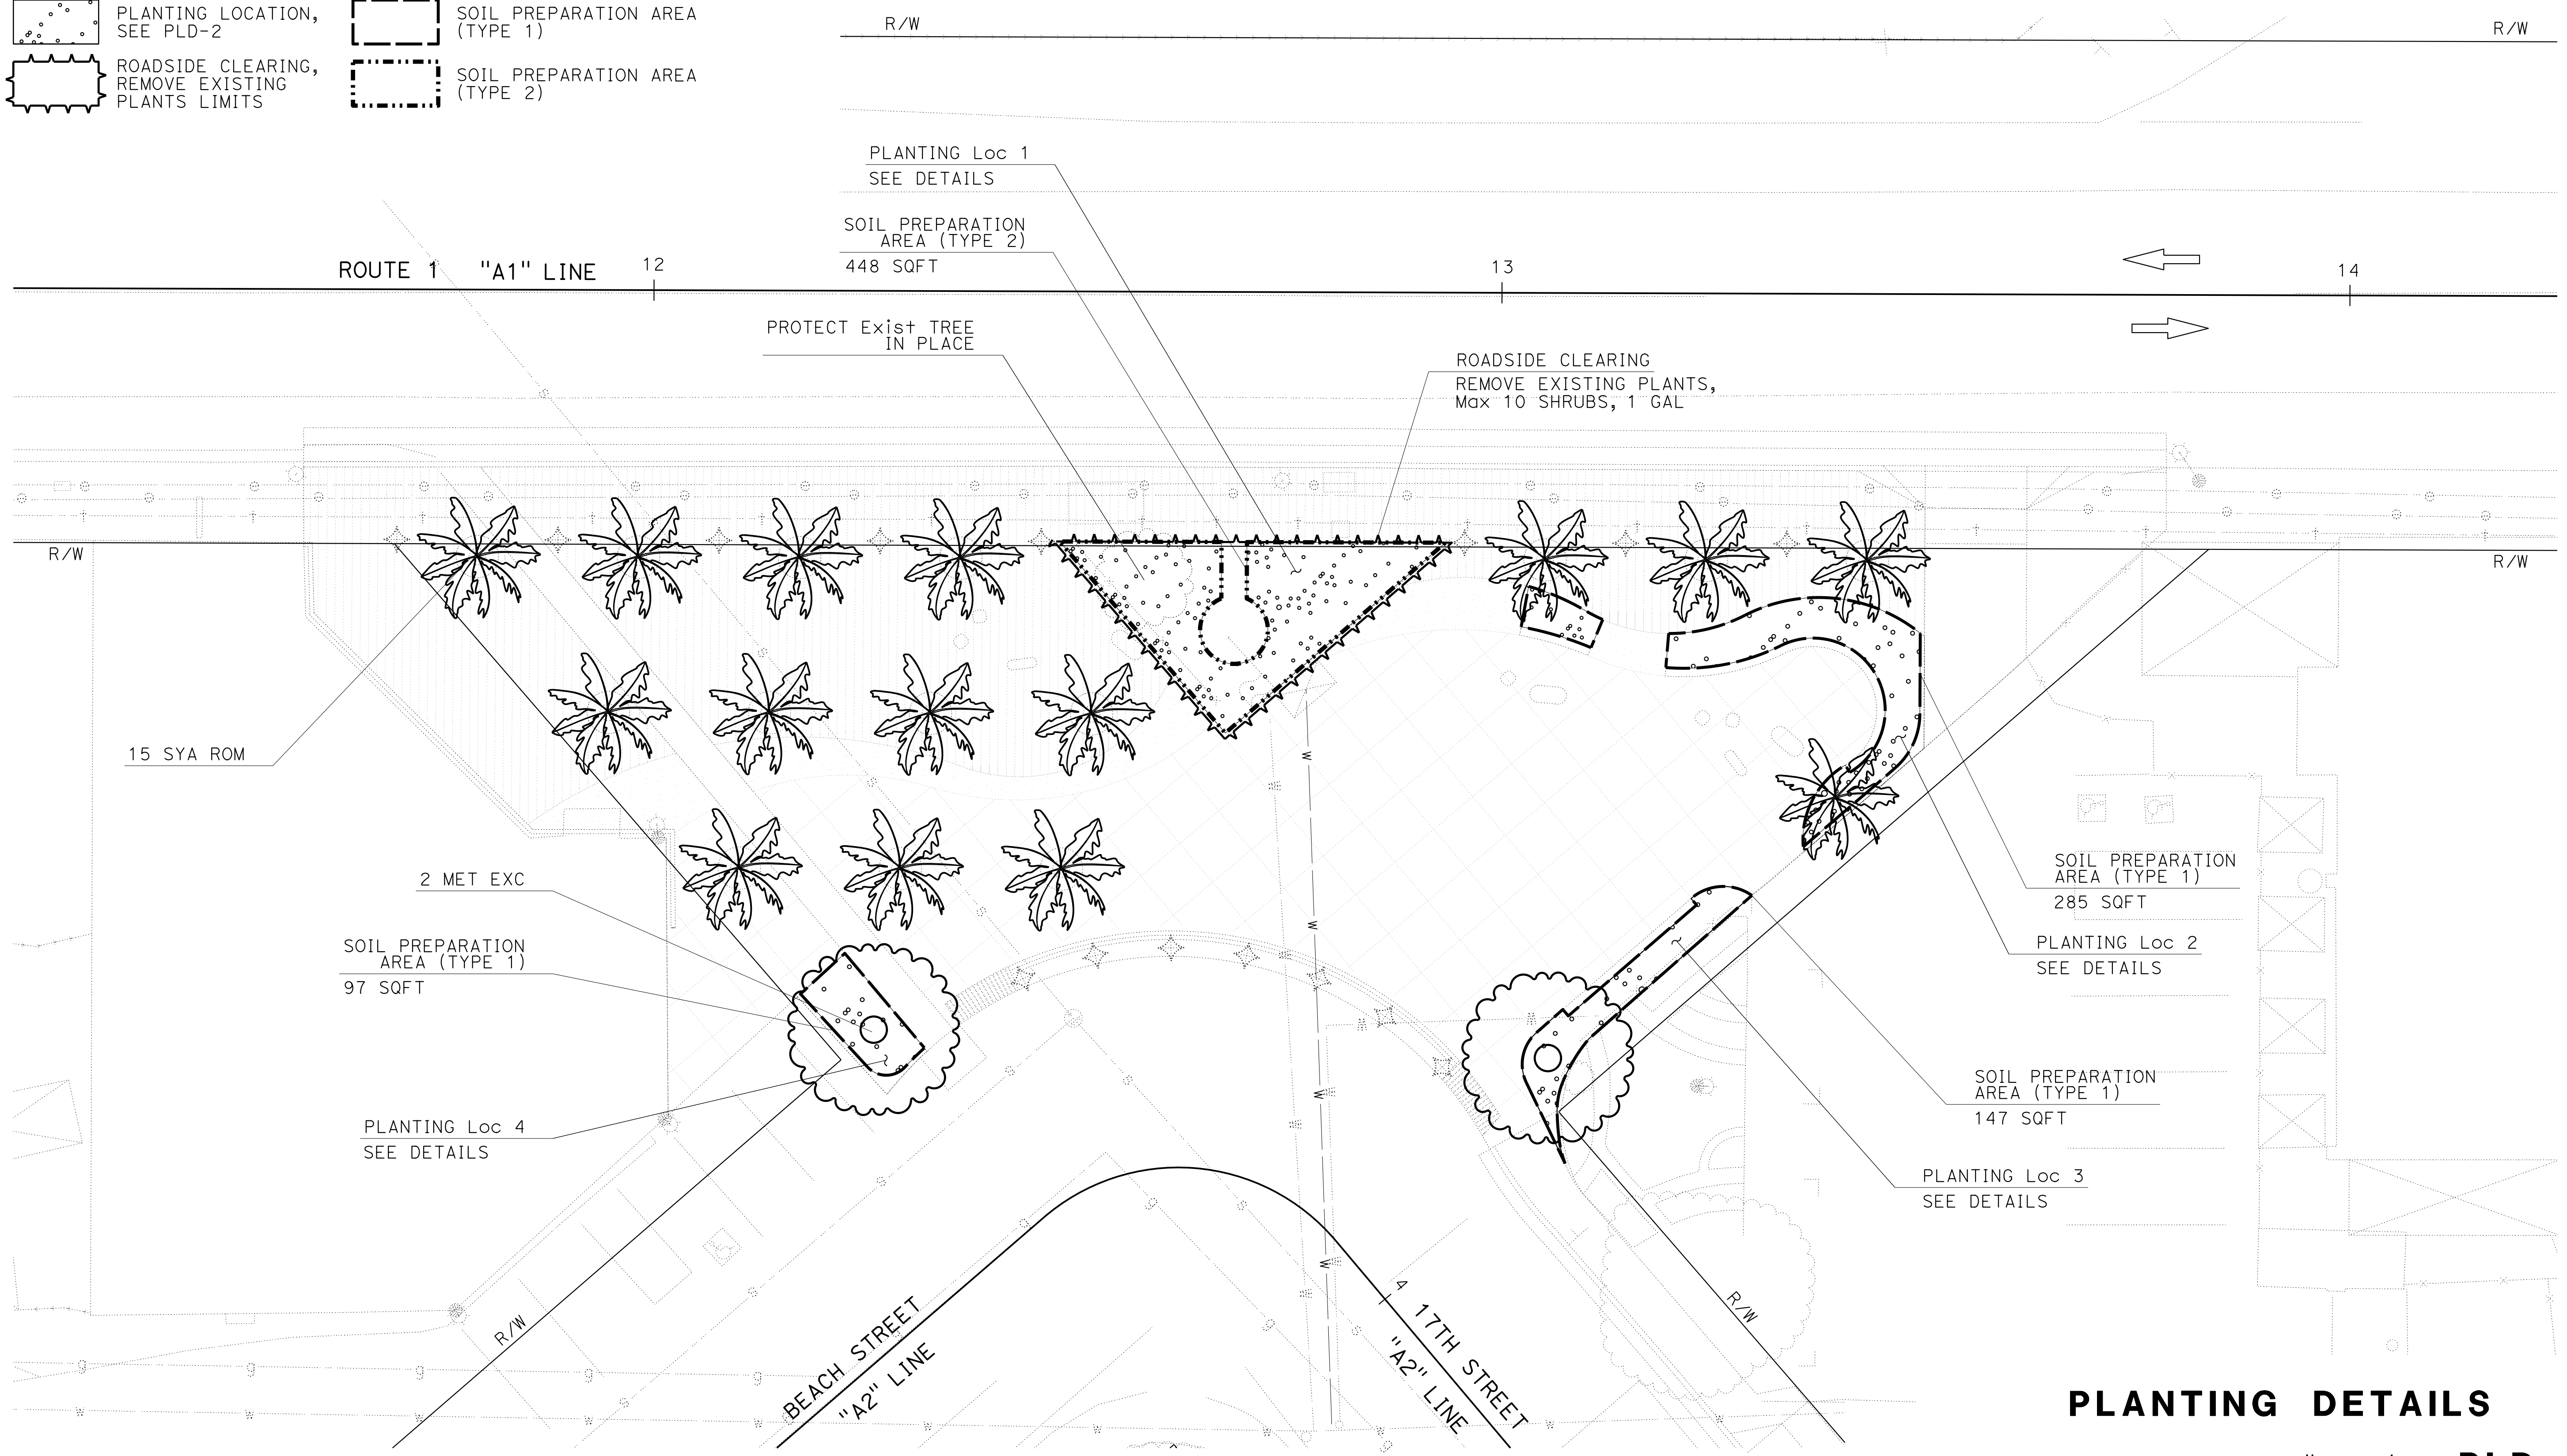 PLANTING LOCATION,
SEE PLD-2
SOIL PREPARATION AREA
(TYPE 1)
ROADSIDE CLEARING,
REMOVE EXISTING
PLANTS LIMITS
SOIL PREPARATION AREA
(TYPE 2)
R/W
R/W
PLANTING Loc 1
SEE DETAILS
SOIL PREPARATION
AREA (TYPE 2)
448 SQFT
ROUTE 1 "A1" LINE
12
13
14
PROTECT Exist TREE
IN PLACE
ROADSIDE CLEARING
REMOVE EXISTING PLANTS,
Max 10 SHRUBS, 1 GAL
R/W
R/W
15 SYA ROM
2 MET EXC
SOIL PREPARATION
AREA (TYPE 1)
97 SQFT
PLANTING Loc 4
SEE DETAILS
SOIL PREPARATION
AREA (TYPE 1)
285 SQFT
PLANTING Loc 2
SEE DETAILS
SOIL PREPARATION
AREA (TYPE 1)
147 SQFT
PLANTING Loc 3
SEE DETAILS
R/W
R/W
BEACH STREET
"A2" LINE
4
17TH STREET
"A2" LINE
PLANTING DETAILS